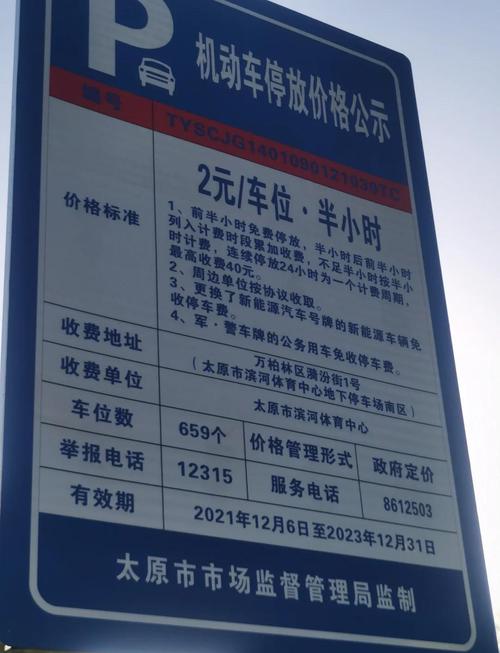 P 机动车停放价格公示
编号 TYSCJG1401090121039TC
价格标准 2元/车位·半小时
1、前半小时免费停放，半小时后前半小时
列入计费时段累加收费，不足半小时按半小
时计费，连续停放24小时为一个计费周期，
最高收费40元。
2、周边单位按协议收取。
3、更换了新能源汽车号牌的新能源车辆免
收停车费。
4、军·警车牌的公务用车免收停车费。
收费地址 万柏林区漪汾街1号
（太原市滨河体育中心地下停车场南区）
收费单位 太原市滨河体育中心
车位数 659个 价格管理形式 政府定价
举报电话 12315 服务电话 8612503
有效期 2021年12月6日至2023年12月31日
太原市市场监督管理局监制